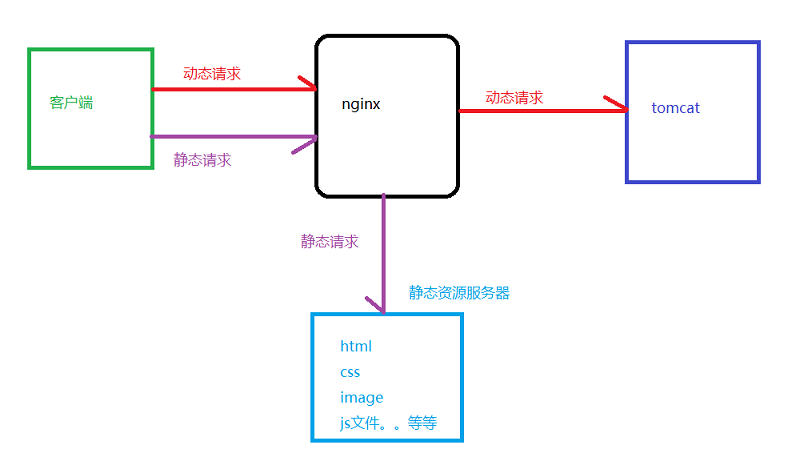 动态请求
客户端
静态请求
nginx
动态请求
tomcat
静态请求
静态资源服务器
html
css
image
js文件。。等等